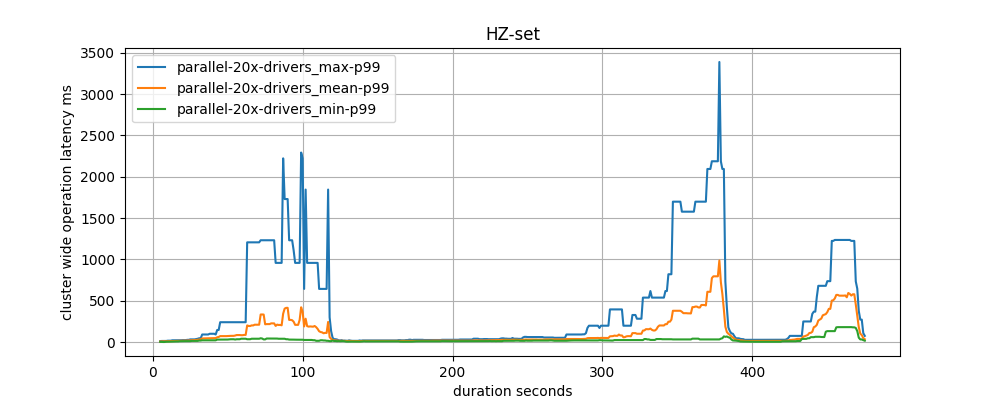 HZ-set
cluster wide operation latency ms
3500
3000
2500
2000
1500
1000
500
0
parallel-20x-drivers_max-p99
parallel-20x-drivers_mean-p99
parallel-20x-drivers_min-p99
0 100 200 300 400
duration seconds